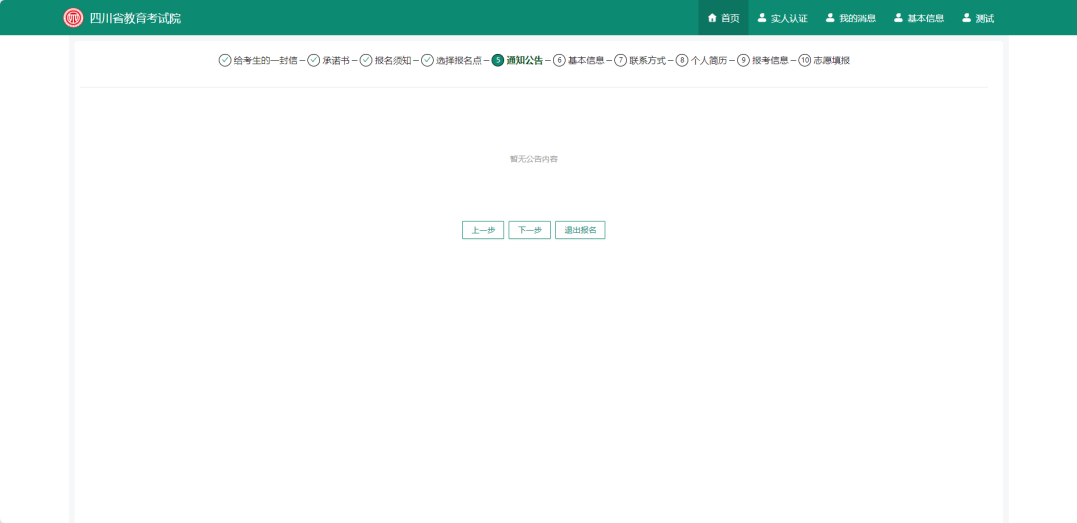 四川省教育考试院 首页 实人认证 我的消息 基本信息 测试
给考生的一封信 – 承诺书 – 报名须知 – 选择报名点 – 5 通知公告 – 6 基本信息 – 7 联系方式 – 8 个人简历 – 9 报考信息 – 10 志愿填报
暂无公告内容
上一步 下一步 退出报名